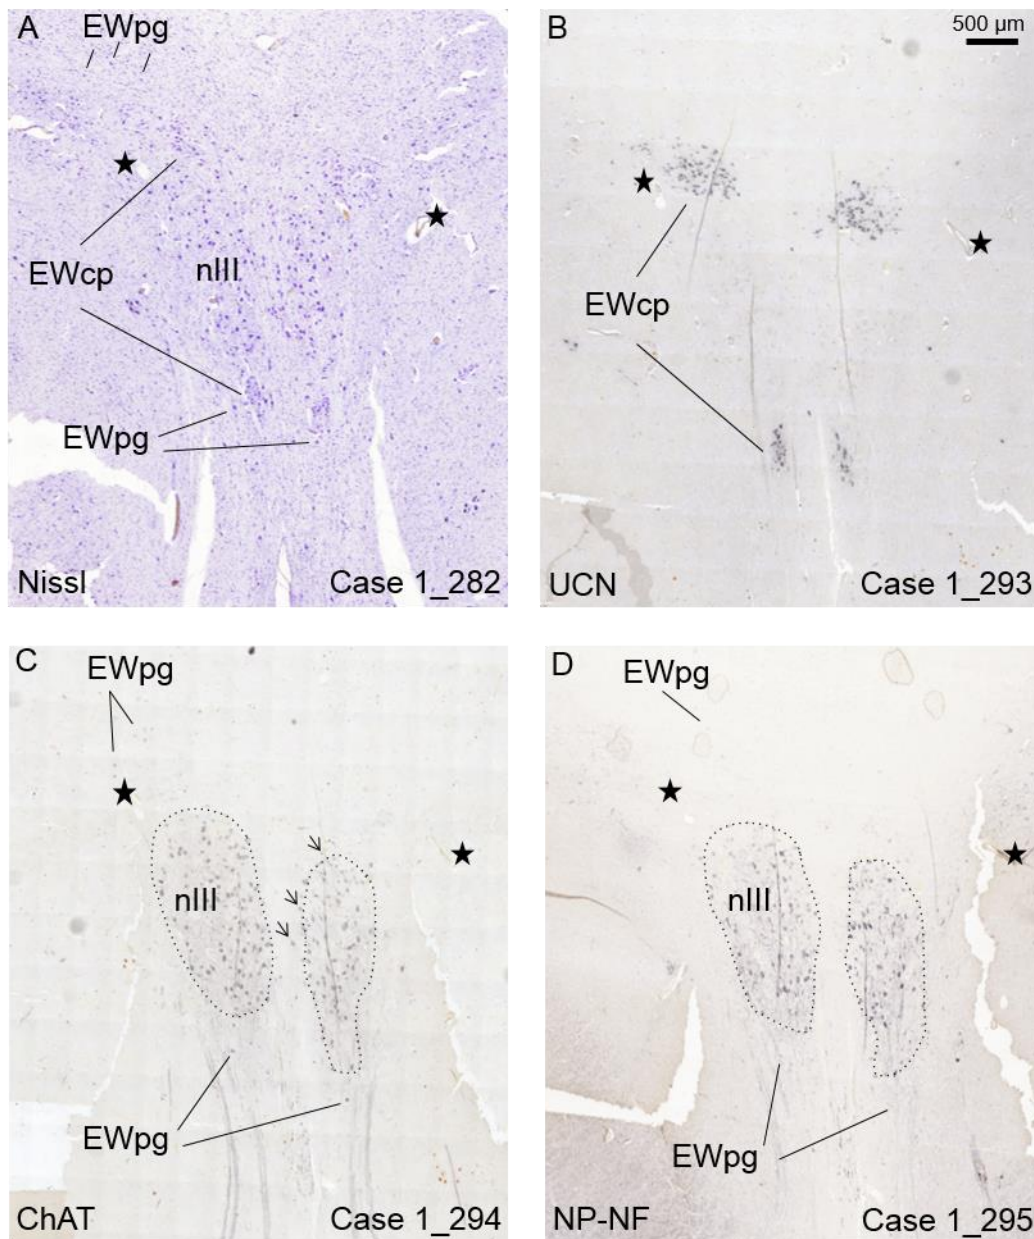 A
EWpg
EWcp
nIII
EWpg
Nissl
Case 1_282
B
500 µm
EWcp
UCN
Case 1_293
C
EWpg
nIII
EWpg
ChAT
Case 1_294
D
EWpg
nIII
EWpg
NP-NF
Case 1_295